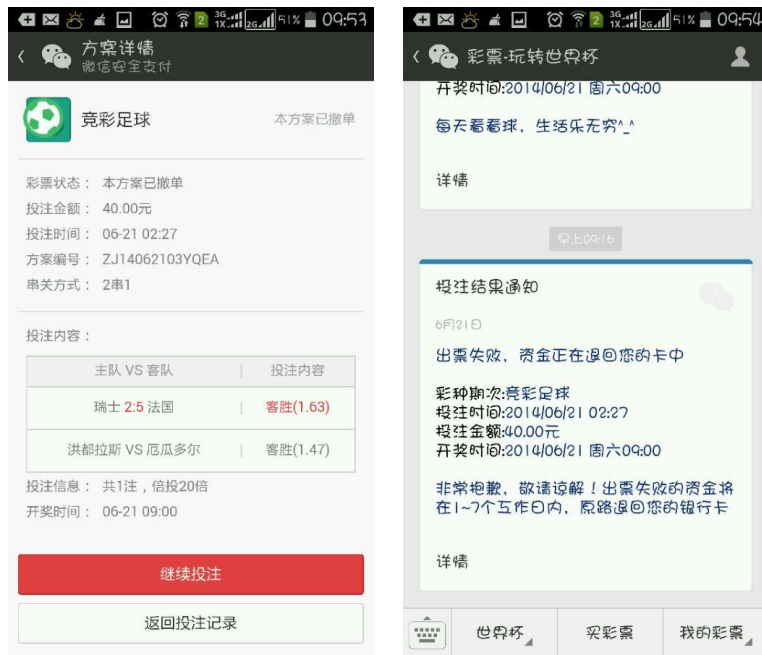 3G 1X 2 2G 51% 09:53
方案详情
微信安全支付
竞彩足球
本方案已撤单
彩票状态： 本方案已撤单
投注金额： 40.00元
投注时间： 06-21 02:27
方案编号： ZJ14062103YQEA
串关方式： 2串1
投注内容：
主队 VS 客队 | 投注内容
瑞士 2:5 法国 | 客胜(1.63)
洪都拉斯 VS 厄瓜多尔 | 客胜(1.47)
投注信息： 共1注，倍投20倍
开奖时间： 06-21 09:00
继续投注
返回投注记录
2 3G 1X 2G 51% 09:54
彩票-玩转世界杯
开奖时间:2014/06/21 周六09:00
每天看看球，生活乐无穷^_^
详情
早上09:16
投注结果通知
6月21日
出票失败，资金正在退回您的卡中
彩种期次:竞彩足球
投注时间:2014/06/21 02:27
投注金额:40.00元
开奖时间:2014/06/21 周六09:00
非常抱歉，敬请谅解！出票失败的资金将
在1~7个工作日内，原路退回您的银行卡
详情
世界杯
买彩票
我的彩票